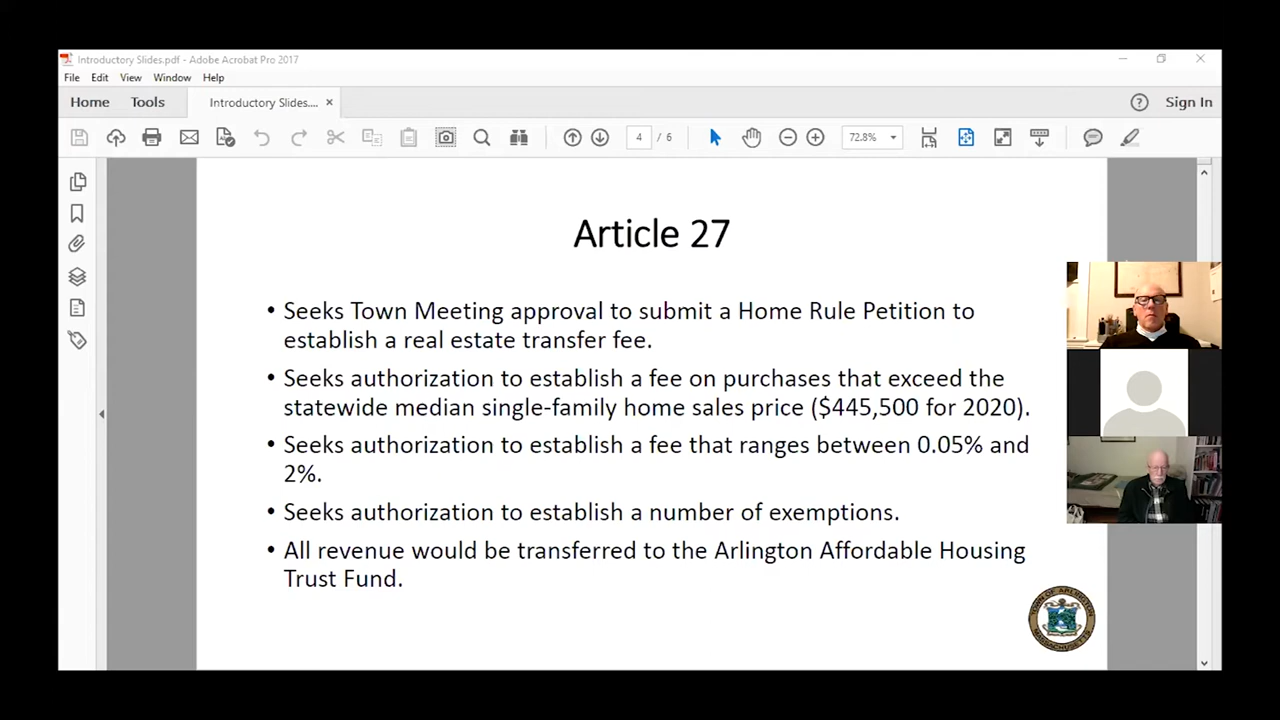 Introductory Slides.pdf - Adobe Acrobat Pro 2017
File Edit View Window Help
Home Tools Introductory Slides.... × Sign In
4 / 6 72.8%
Article 27
• Seeks Town Meeting approval to submit a Home Rule Petition to
establish a real estate transfer fee.
• Seeks authorization to establish a fee on purchases that exceed the
statewide median single-family home sales price ($445,500 for 2020).
• Seeks authorization to establish a fee that ranges between 0.05% and
2%.
• Seeks authorization to establish a number of exemptions.
• All revenue would be transferred to the Arlington Affordable Housing
Trust Fund.
TOWN OF ARLINGTON
MASSACHUSETTS